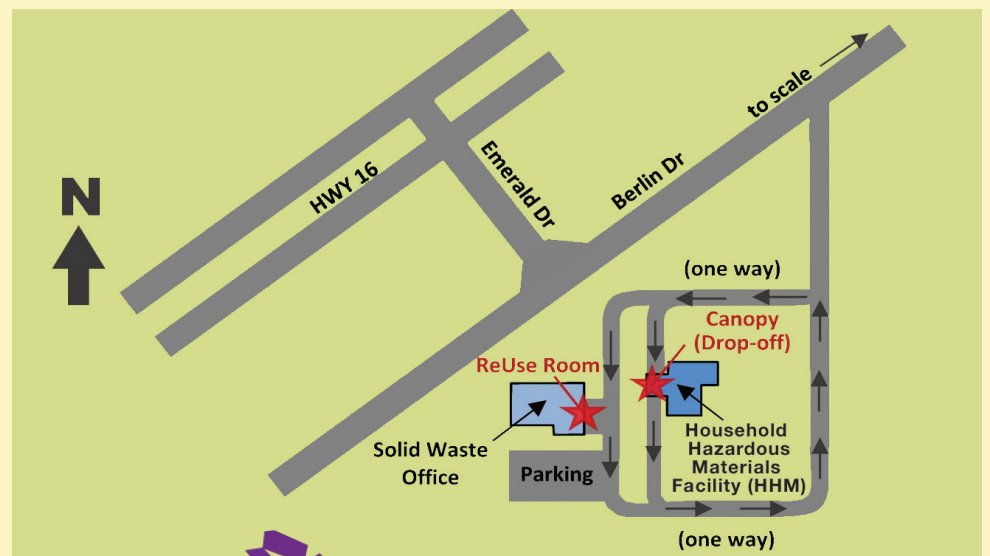 N
HWY 16
Emerald Dr
Berlin Dr
to scale
(one way)
Canopy
(Drop-off)
ReUse Room
Solid Waste
Office
Parking
Household
Hazardous
Materials
Facility (HHM)
(one way)